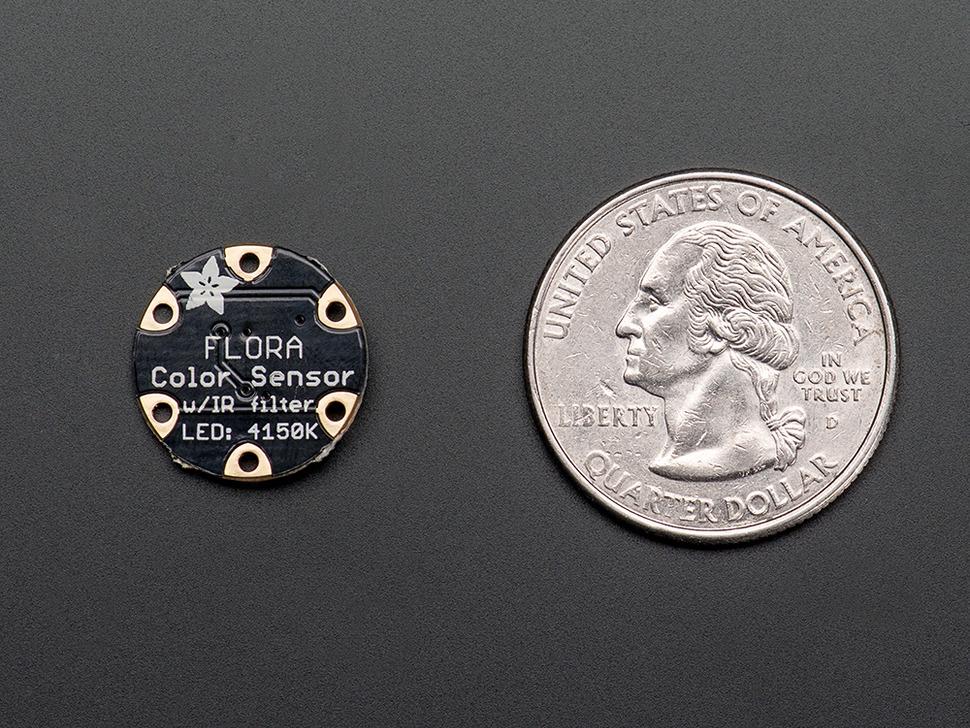 FLORA
Color Sensor
w/IR filter
LED: 4150K
UNITED STATES OF AMERICA
IN
GOD WE
TRUST
LIBERTY
D
QUARTER DOLLAR